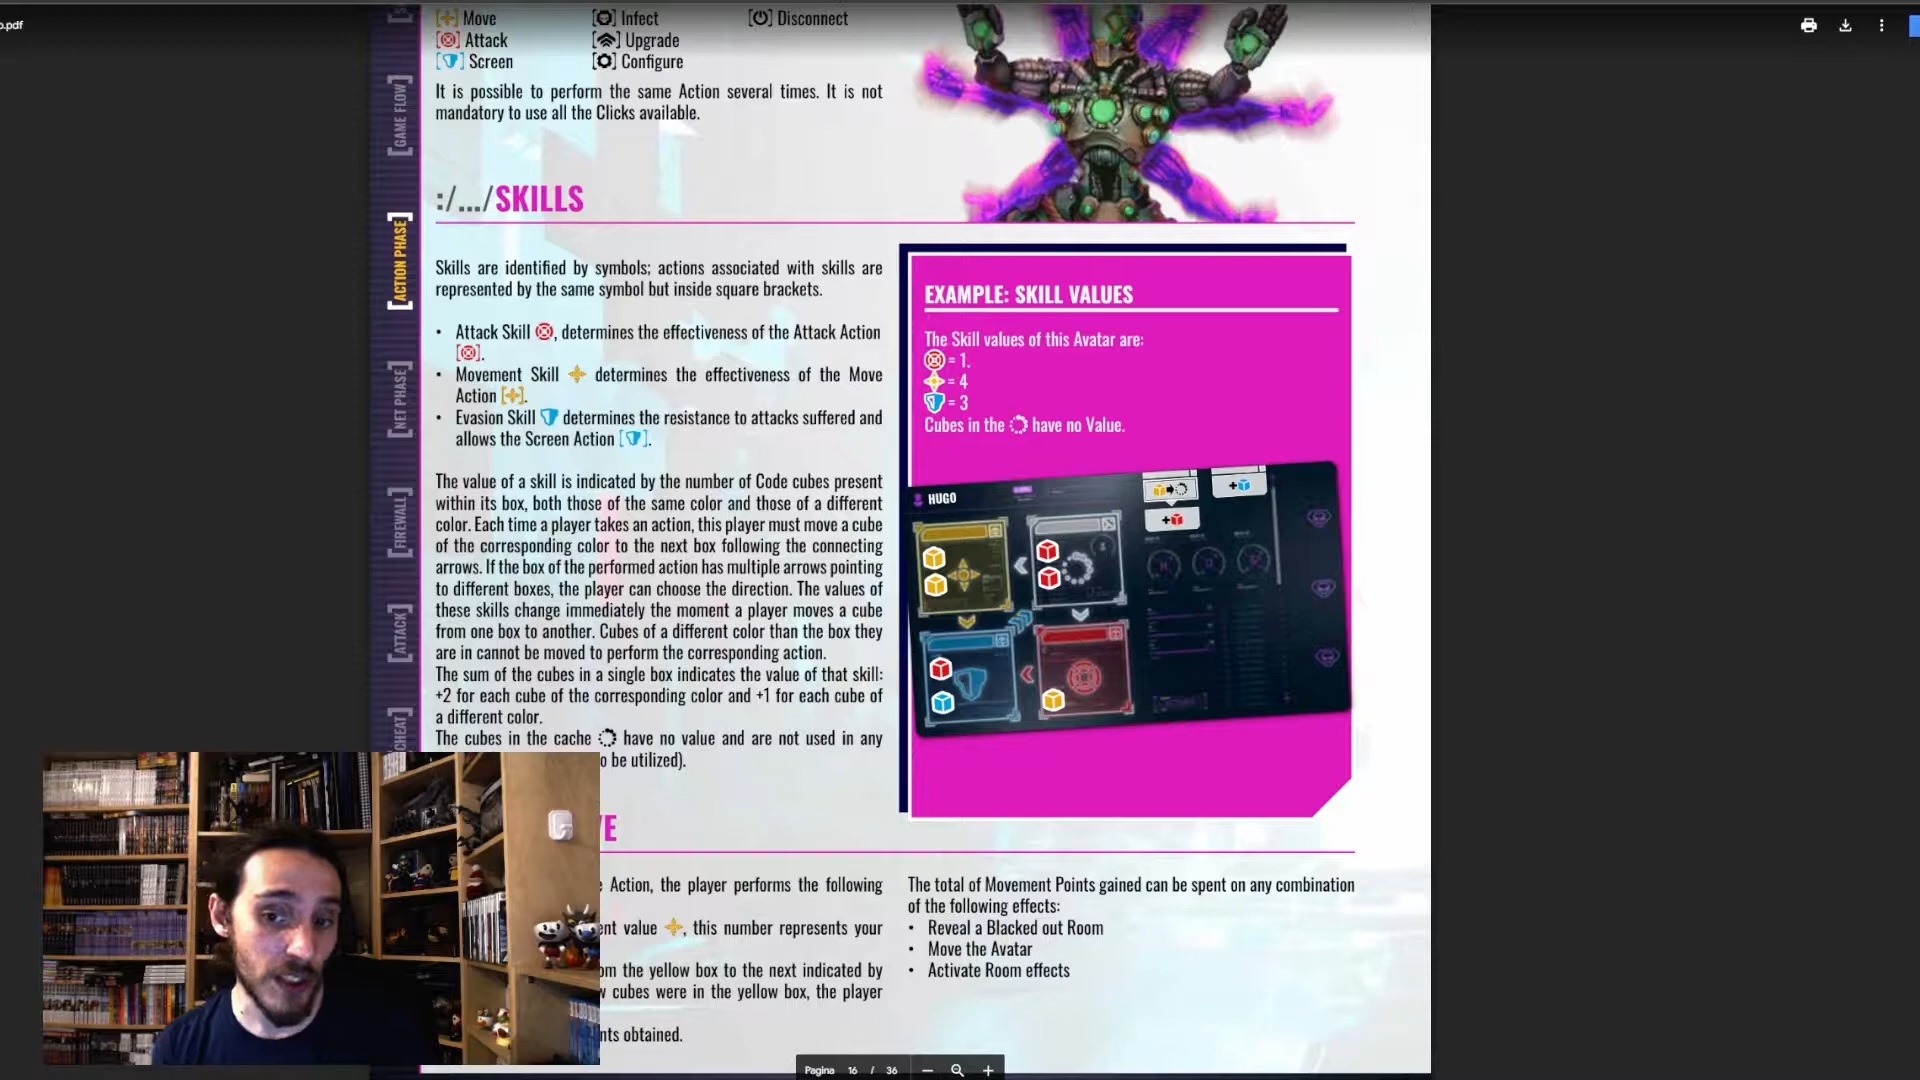 o.pdf
[+] Move
Infect
Disconnect
Attack
Upgrade
Screen
Configure
It is possible to perform the same Action several times. It is not
mandatory to use all the Clicks available.
[GAME FLOW]
[ACTION PHASE]
[NET PHASE]
[FIREWALL]
[ATTACK]
CHEAT]
:/.../SKILLS
Skills are identified by symbols; actions associated with skills are
represented by the same symbol but inside square brackets.
• Attack Skill , determines the effectiveness of the Attack Action
[ ].
• Movement Skill determines the effectiveness of the Move
Action [ ].
• Evasion Skill determines the resistance to attacks suffered and
allows the Screen Action [ ].
The value of a skill is indicated by the number of Code cubes present
within its box, both those of the same color and those of a different
color. Each time a player takes an action, this player must move a cube
of the corresponding color to the next box following the connecting
arrows. If the box of the performed action has multiple arrows pointing
to different boxes, the player can choose the direction. The values of
these skills change immediately the moment a player moves a cube
from one box to another. Cubes of a different color than the box they
are in cannot be moved to perform the corresponding action.
The sum of the cubes in a single box indicates the value of that skill:
+2 for each cube of the corresponding color and +1 for each cube of
a different color.
The cubes in the cache have no value and are not used in any
o be utilized).
EXAMPLE: SKILL VALUES
The Skill values of this Avatar are:
= 1.
= 4
= 3
Cubes in the have no Value.
HUGO
VE
e Action, the player performs the following
ent value , this number represents your
om the yellow box to the next indicated by
w cubes were in the yellow box, the player
nts obtained.
The total of Movement Points gained can be spent on any combination
of the following effects:
• Reveal a Blacked out Room
• Move the Avatar
• Activate Room effects
Pagina 16 / 36